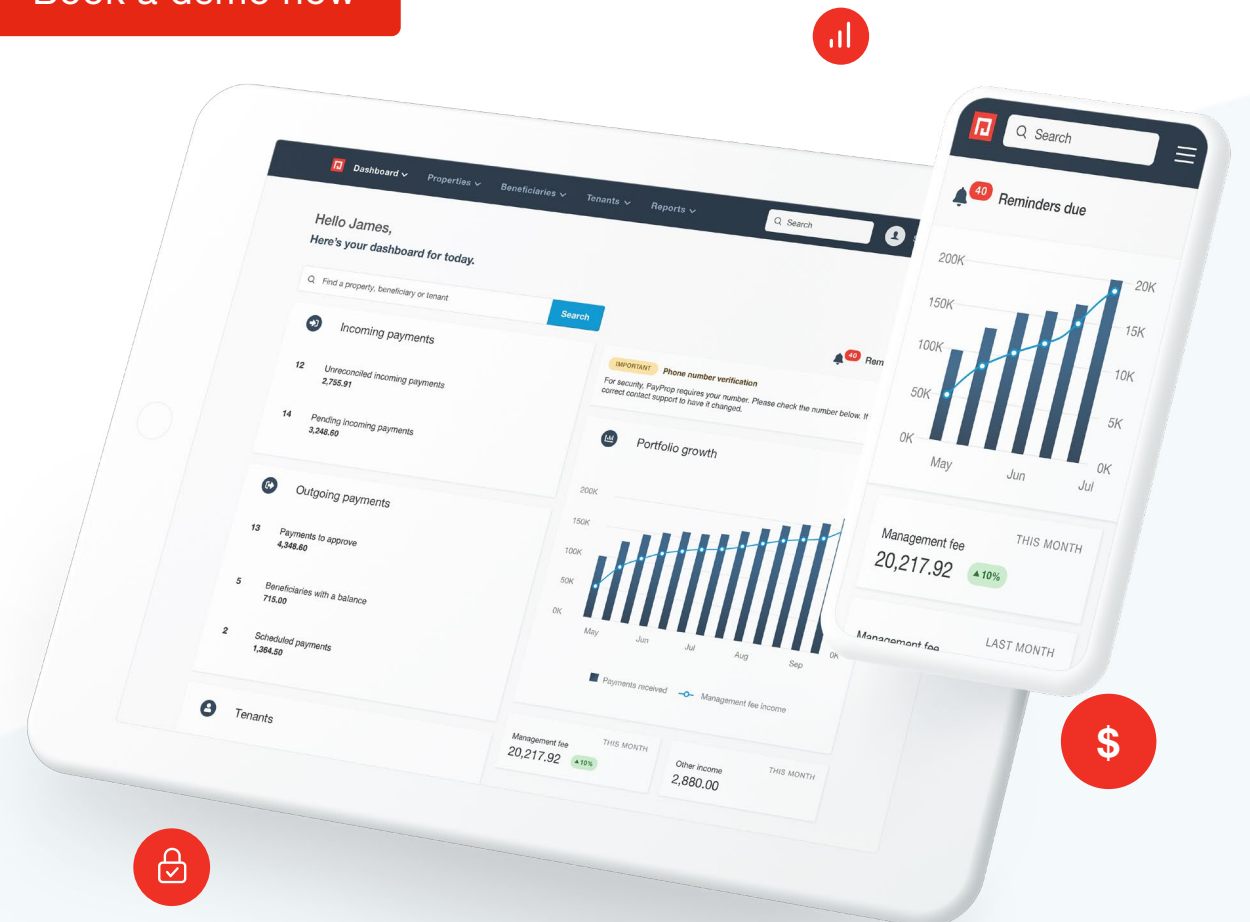 Book a demo now
Dashboard
Properties
Beneficiaries
Tenants
Reports
Search
Hello James,
Here's your dashboard for today.
Find a property, beneficiary or tenant
Search
Incoming payments
12
Unreconciled incoming payments
2,755.91
14
Pending incoming payments
3,248.60
Outgoing payments
13
Payments to approve
4,348.60
5
Beneficiaries with a balance
715.00
2
Scheduled payments
1,364.50
Tenants
40
Rem
IMPORTANT
Phone number verification
For security, PayProp requires your number. Please check the number below. If
correct contact support to have it changed.
Portfolio growth
200K
150K
100K
50K
0K
0K
May
Jun
Jul
Aug
Sep
Payments received
Management fee income
Management fee
THIS MONTH
20,217.92
▲10%
Other income
THIS MONTH
2,880.00
Search
40
Reminders due
200K
150K
100K
50K
0K
20K
15K
10K
5K
0K
May
Jun
Jul
Management fee
THIS MONTH
20,217.92
▲10%
Management fee
LAST MONTH
$